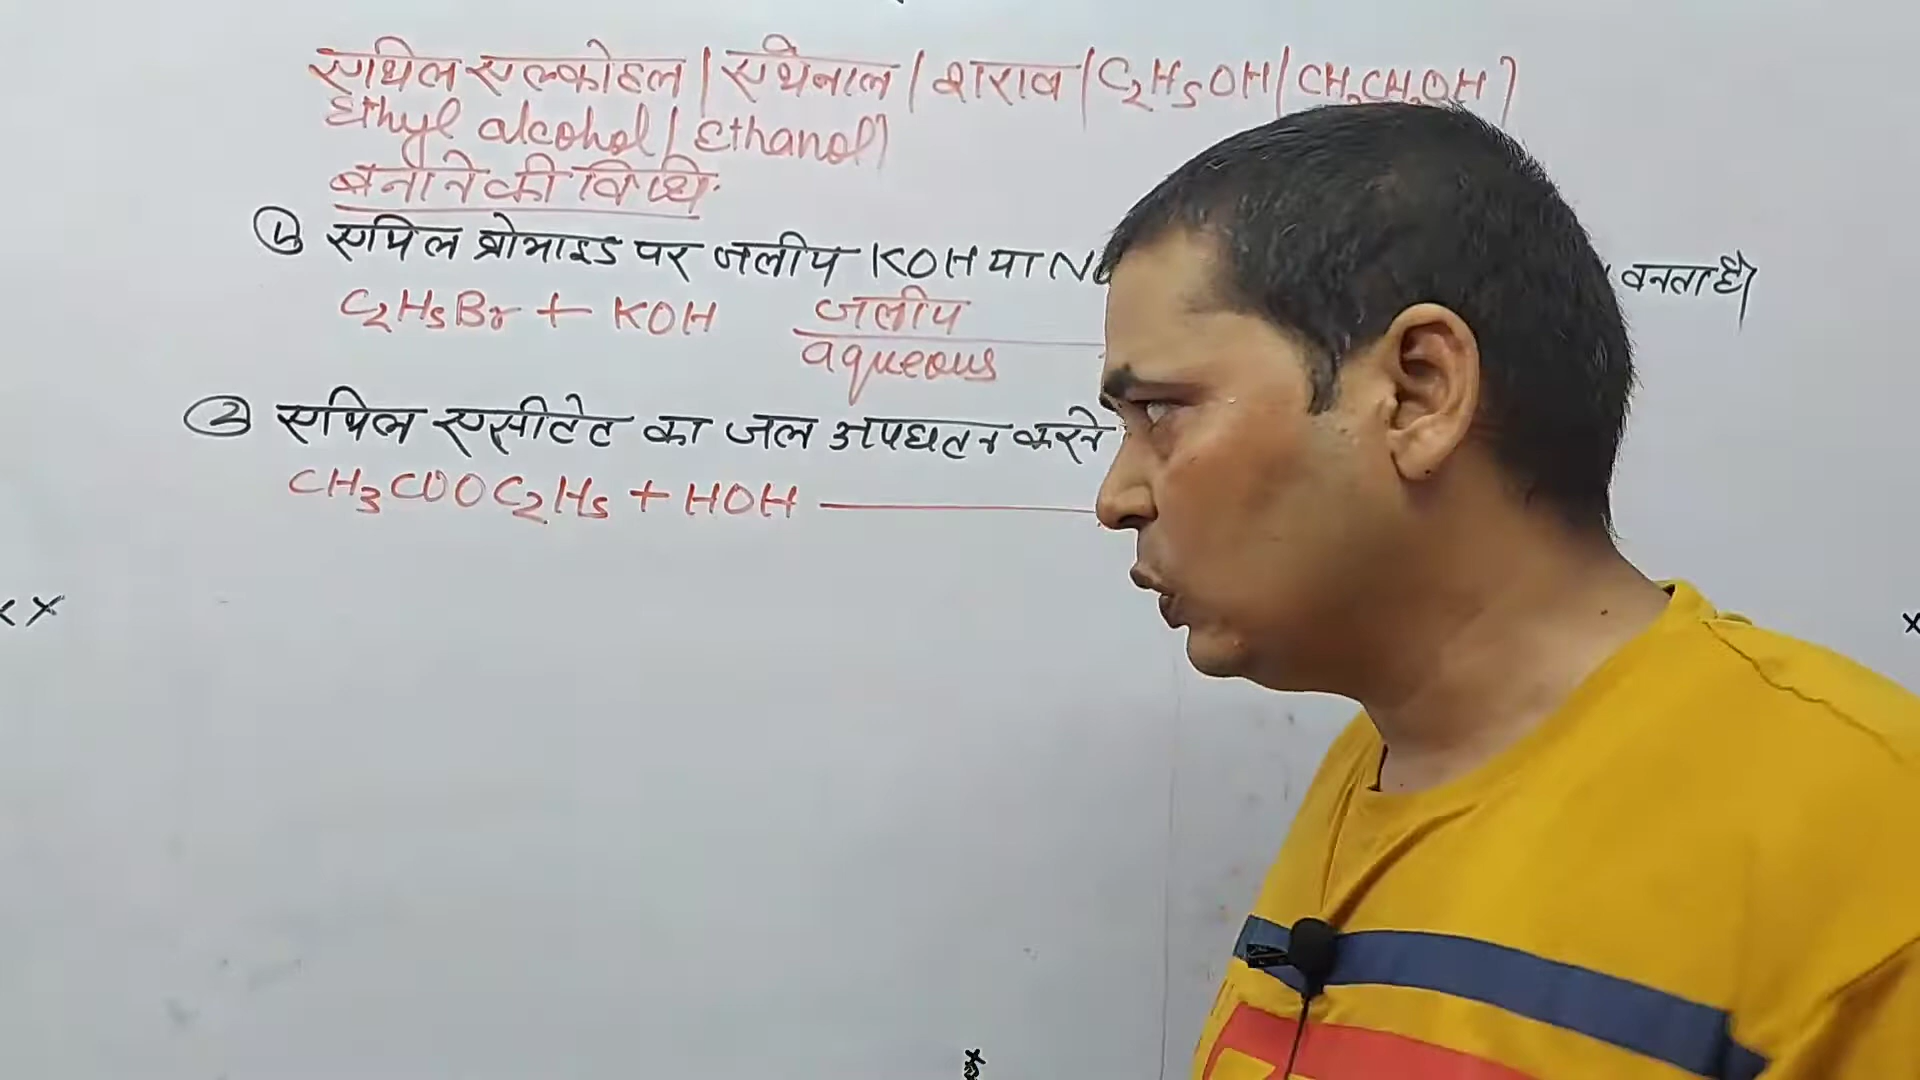 एथिल एल्कोहल / एथेनाल / शराब / C₂H₅OH / CH₃CH₂OH
Ethyl alcohol / Ethanol
बनाने की विधि
① एथिल ब्रोमाइड पर जलीय KOH या बनता है।
C₂H₅Br + KOH जलीय
aqueous
② एथिल एसीटेट का जल अपघटन करने
CH₃COOC₂H₅ + HOH